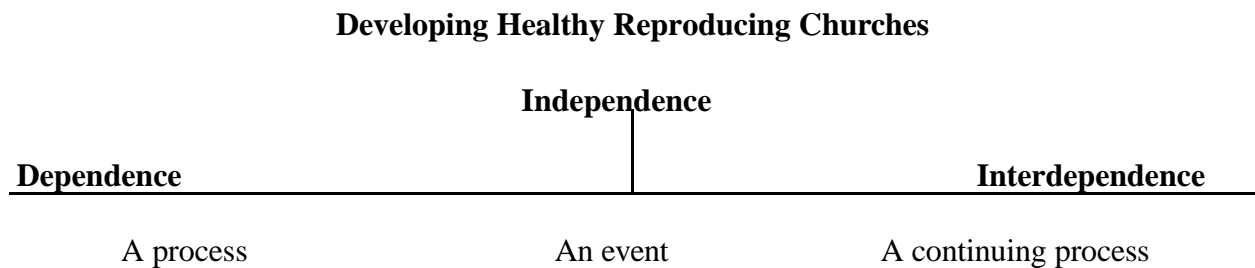 Developing Healthy Reproducing Churches
Independence
Dependence Interdependence
A process An event A continuing process